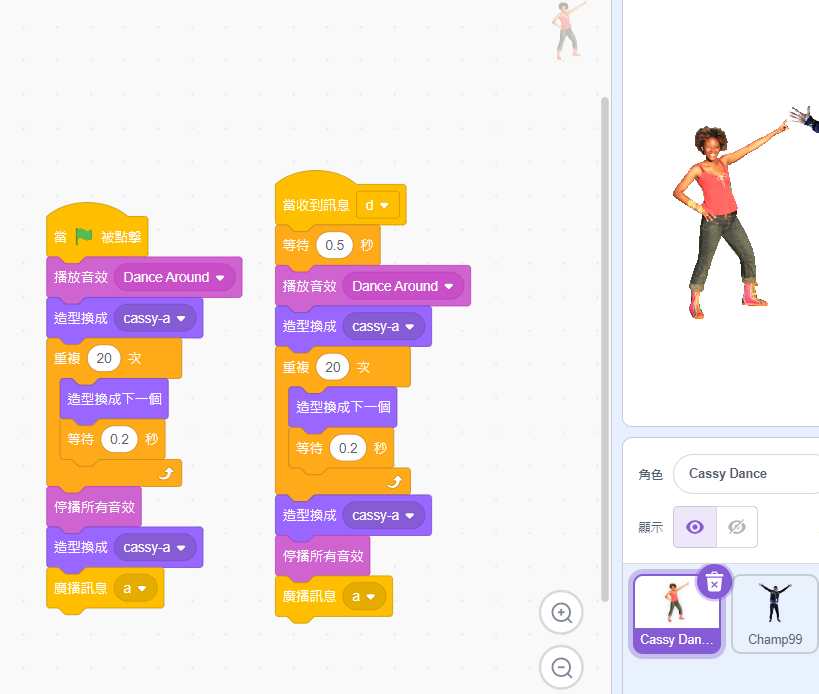 當 被點擊
播放音效 Dance Around
造型換成 cassy-a
重複 20 次
造型換成下一個
等待 0.2 秒
停播所有音效
造型換成 cassy-a
廣播訊息 a
當收到訊息 d
等待 0.5 秒
播放音效 Dance Around
造型換成 cassy-a
重複 20 次
造型換成下一個
等待 0.2 秒
造型換成 cassy-a
停播所有音效
廣播訊息 a
角色 Cassy Dance
顯示
Cassy Dan...
Champ99